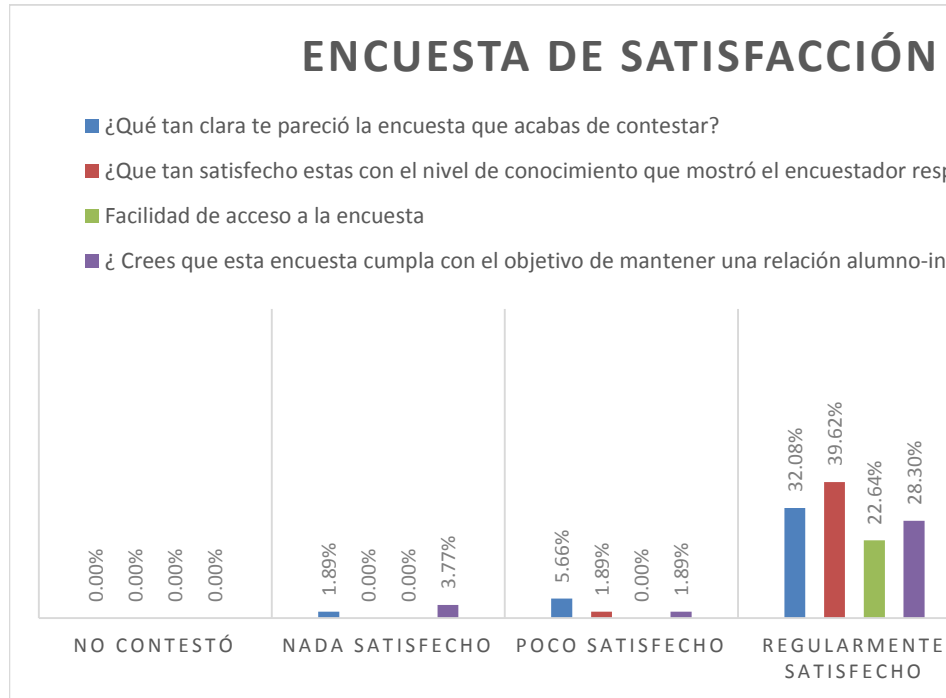 ENCUESTA DE SATISFACCIÓN
¿Qué tan clara te pareció la encuesta que acabas de contestar?
¿Que tan satisfecho estas con el nivel de conocimiento que mostró el encuestador
Facilidad de acceso a la encuesta
¿ Crees que esta encuesta cumpla con el objetivo de mantener una relación
0.00% 0.00% 0.00% 0.00%
1.89% 0.00% 0.00% 3.77%
5.66% 1.89% 0.00% 1.89%
32.08% 39.62% 22.64% 28.30%
NO CONTESTÓ NADA SATISFECHO POCO SATISFECHO REGULARMENTE
SATISFECHO